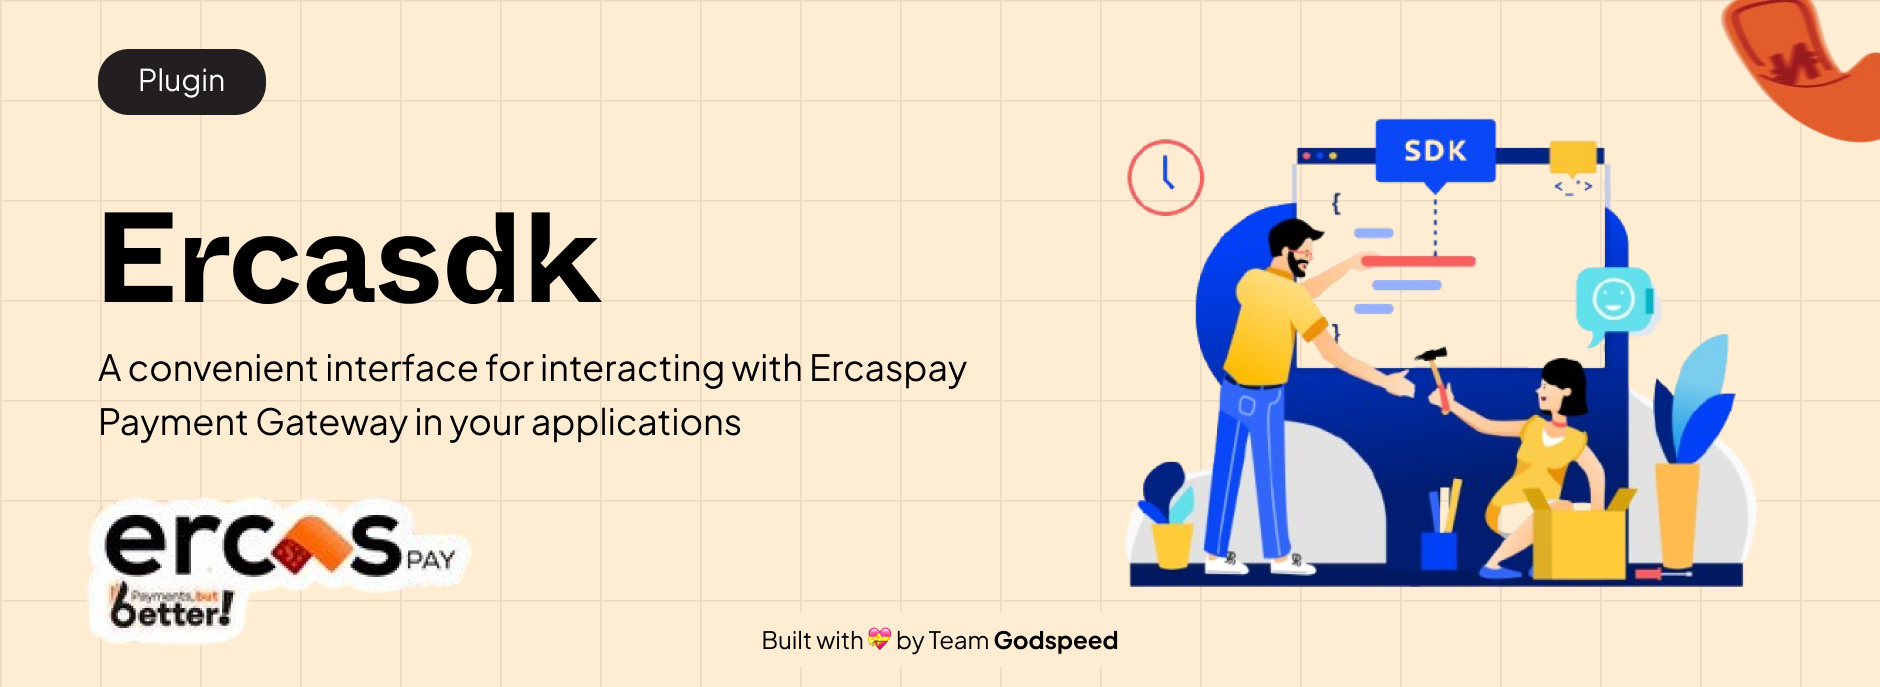 Plugin
SDK
{
<_°>
Ercasdk
}
A convenient interface for interacting with Ercaspay
Payment Gateway in your applications
ercas PAY
Payments, but
better!
Built with 💝 by Team Godspeed